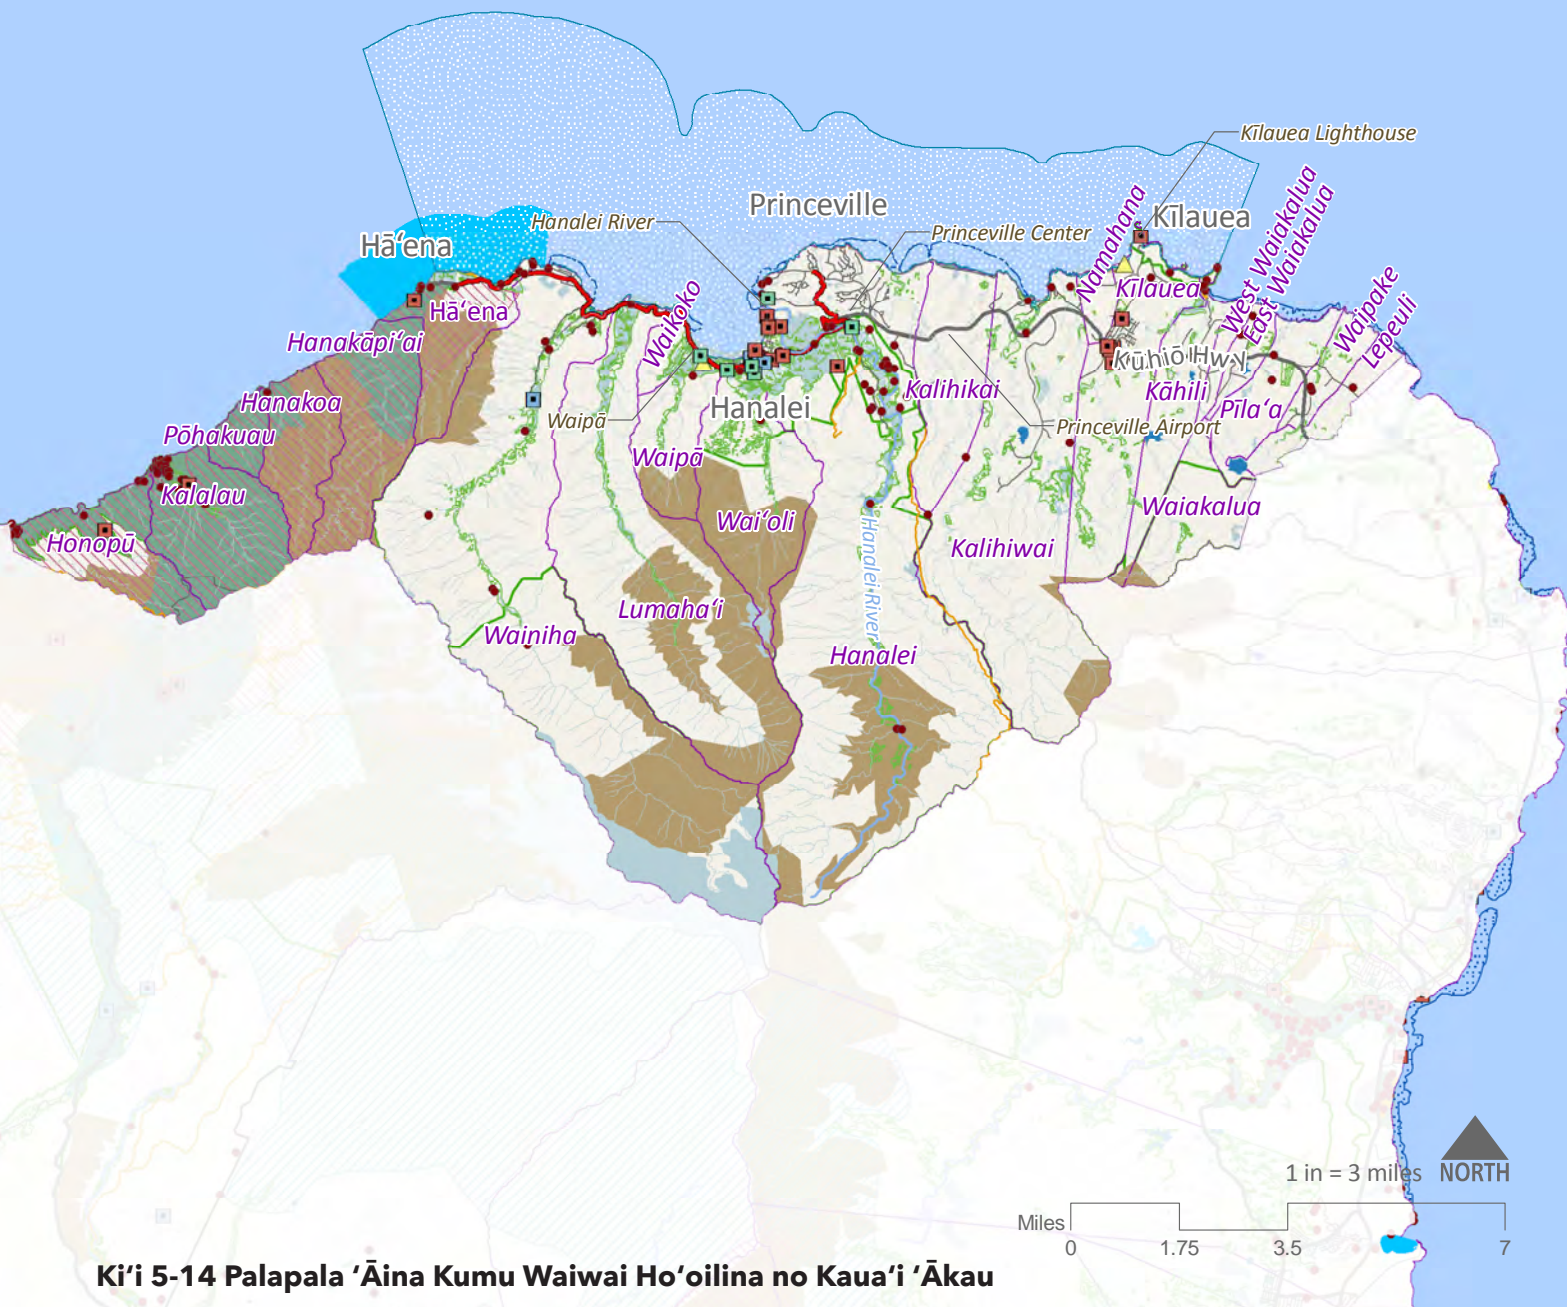 Kīlauea Lighthouse
Princeville
Hanalei River
Princeville Center
Kīlauea
Hāʻena
Namahana
West Waiakalua
East Waiakalua
Kīlauea
Hāʻena
Waikoko
Waipake
Lepeuli
Hanakāpiʻai
Kūhiō Hwy
Hanakoa
Kalihikai
Kāhili
Pīlaʻa
Hanalei
Waipā
Princeville Airport
Pōhakuau
Waipā
Kalalau
Waiʻoli
Waiakalua
Honopū
Kalihiwai
Hanalei River
Lumahaʻi
Wainiha
Hanalei
1 in = 3 miles
NORTH
Miles
0 1.75 3.5 7
Kiʻi 5-14 Palapala ʻĀina Kumu Waiwai Hoʻoilina no Kauaʻi ʻĀkau